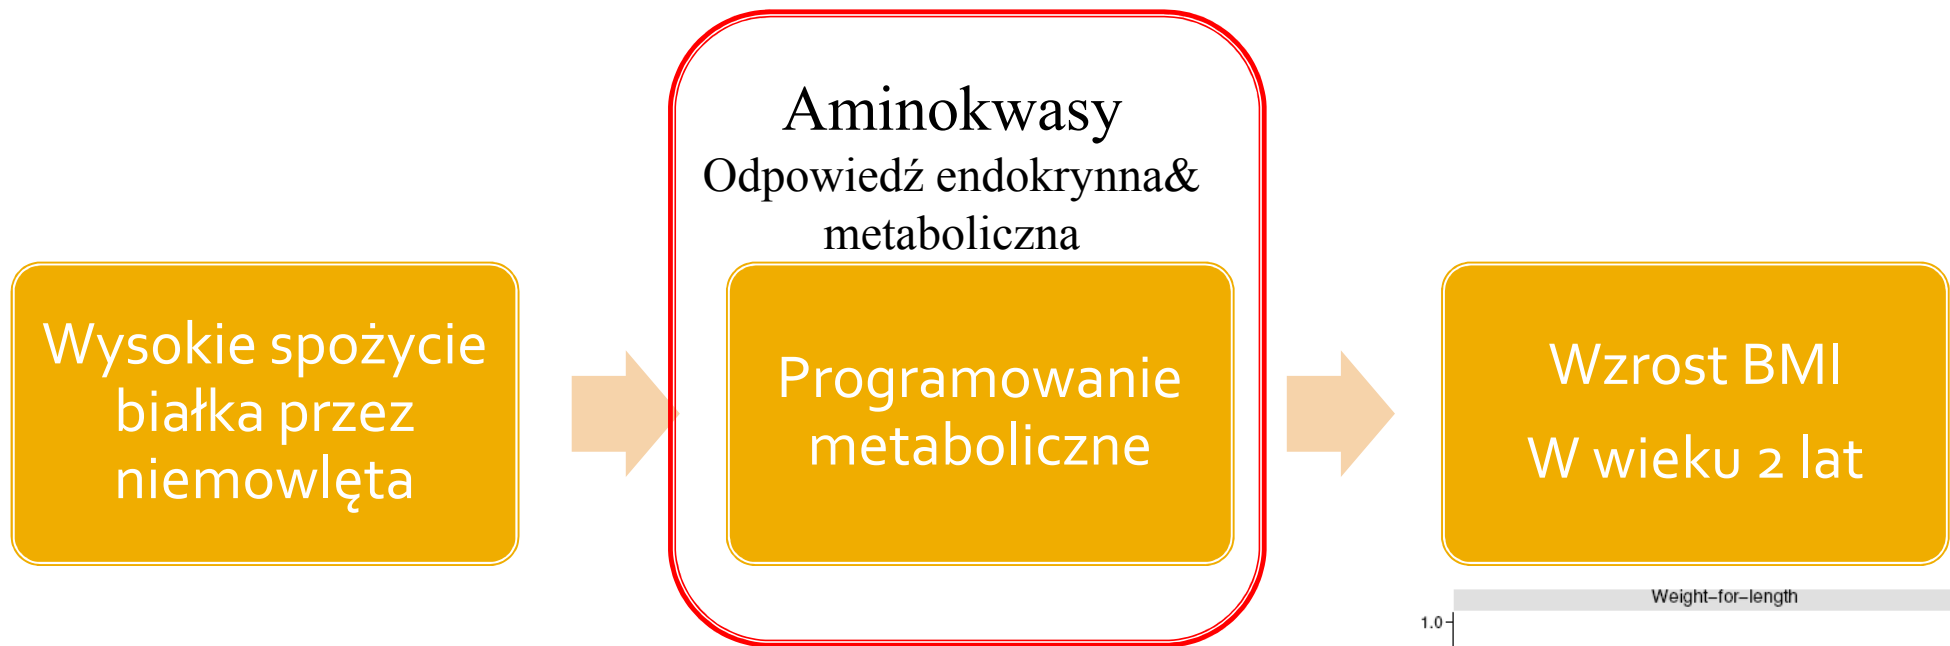 Aminokwasy
Odpowiedź endokrynna&
metaboliczna
Wysokie spożycie
białka przez
niemowlęta
Programowanie
metaboliczne
Wzrost BMI
W wieku 2 lat
Weight-for-length
1.0